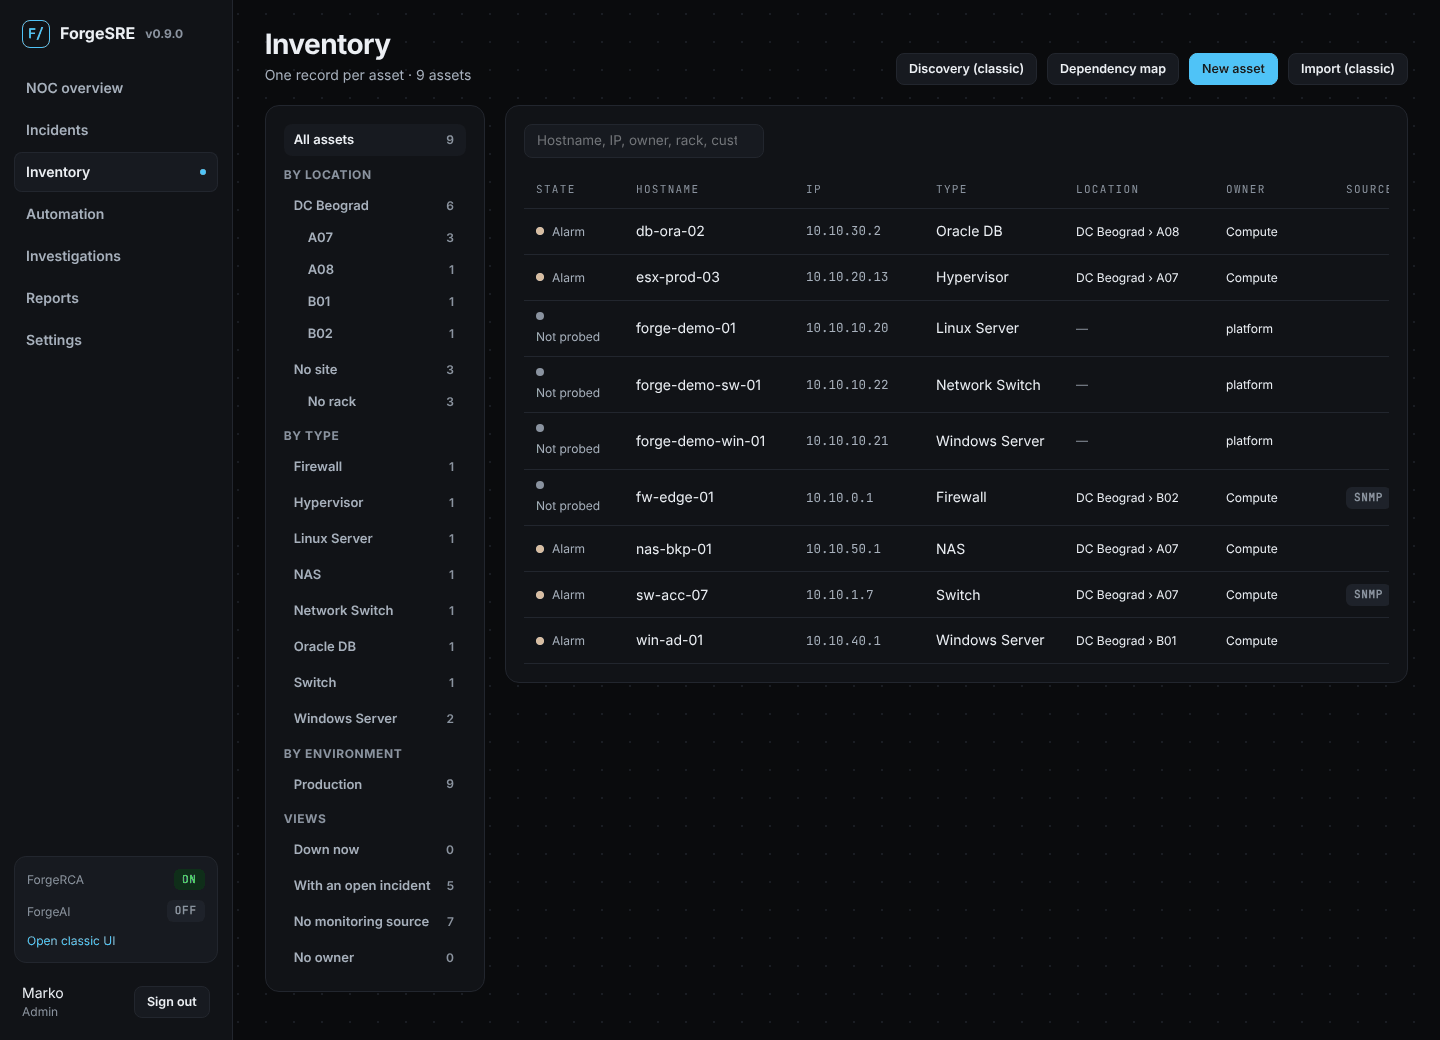 F/ ForgeSRE v0.9.0
NOC overview
Incidents
Inventory
Automation
Investigations
Reports
Settings
ForgeRCA ON
ForgeAI OFF
Open classic UI
Marko
Admin
Sign out
Inventory
One record per asset · 9 assets
Discovery (classic) Dependency map New asset Import (classic)
All assets 9
BY LOCATION
DC Beograd 6
A07 3
A08 1
B01 1
B02 1
No site 3
No rack 3
BY TYPE
Firewall 1
Hypervisor 1
Linux Server 1
NAS 1
Network Switch 1
Oracle DB 1
Switch 1
Windows Server 2
BY ENVIRONMENT
Production 9
VIEWS
Down now 0
With an open incident 5
No monitoring source 7
No owner 0
Hostname, IP, owner, rack, cust
STATE HOSTNAME IP TYPE LOCATION OWNER SOURCE
Alarm db-ora-02 10.10.30.2 Oracle DB DC Beograd › A08 Compute
Alarm esx-prod-03 10.10.20.13 Hypervisor DC Beograd › A07 Compute
Not probed forge-demo-01 10.10.10.20 Linux Server — platform
Not probed forge-demo-sw-01 10.10.10.22 Network Switch — platform
Not probed forge-demo-win-01 10.10.10.21 Windows Server — platform
Not probed fw-edge-01 10.10.0.1 Firewall DC Beograd › B02 Compute SNMP
Alarm nas-bkp-01 10.10.50.1 NAS DC Beograd › A07 Compute
Alarm sw-acc-07 10.10.1.7 Switch DC Beograd › A07 Compute SNMP
Alarm win-ad-01 10.10.40.1 Windows Server DC Beograd › B01 Compute